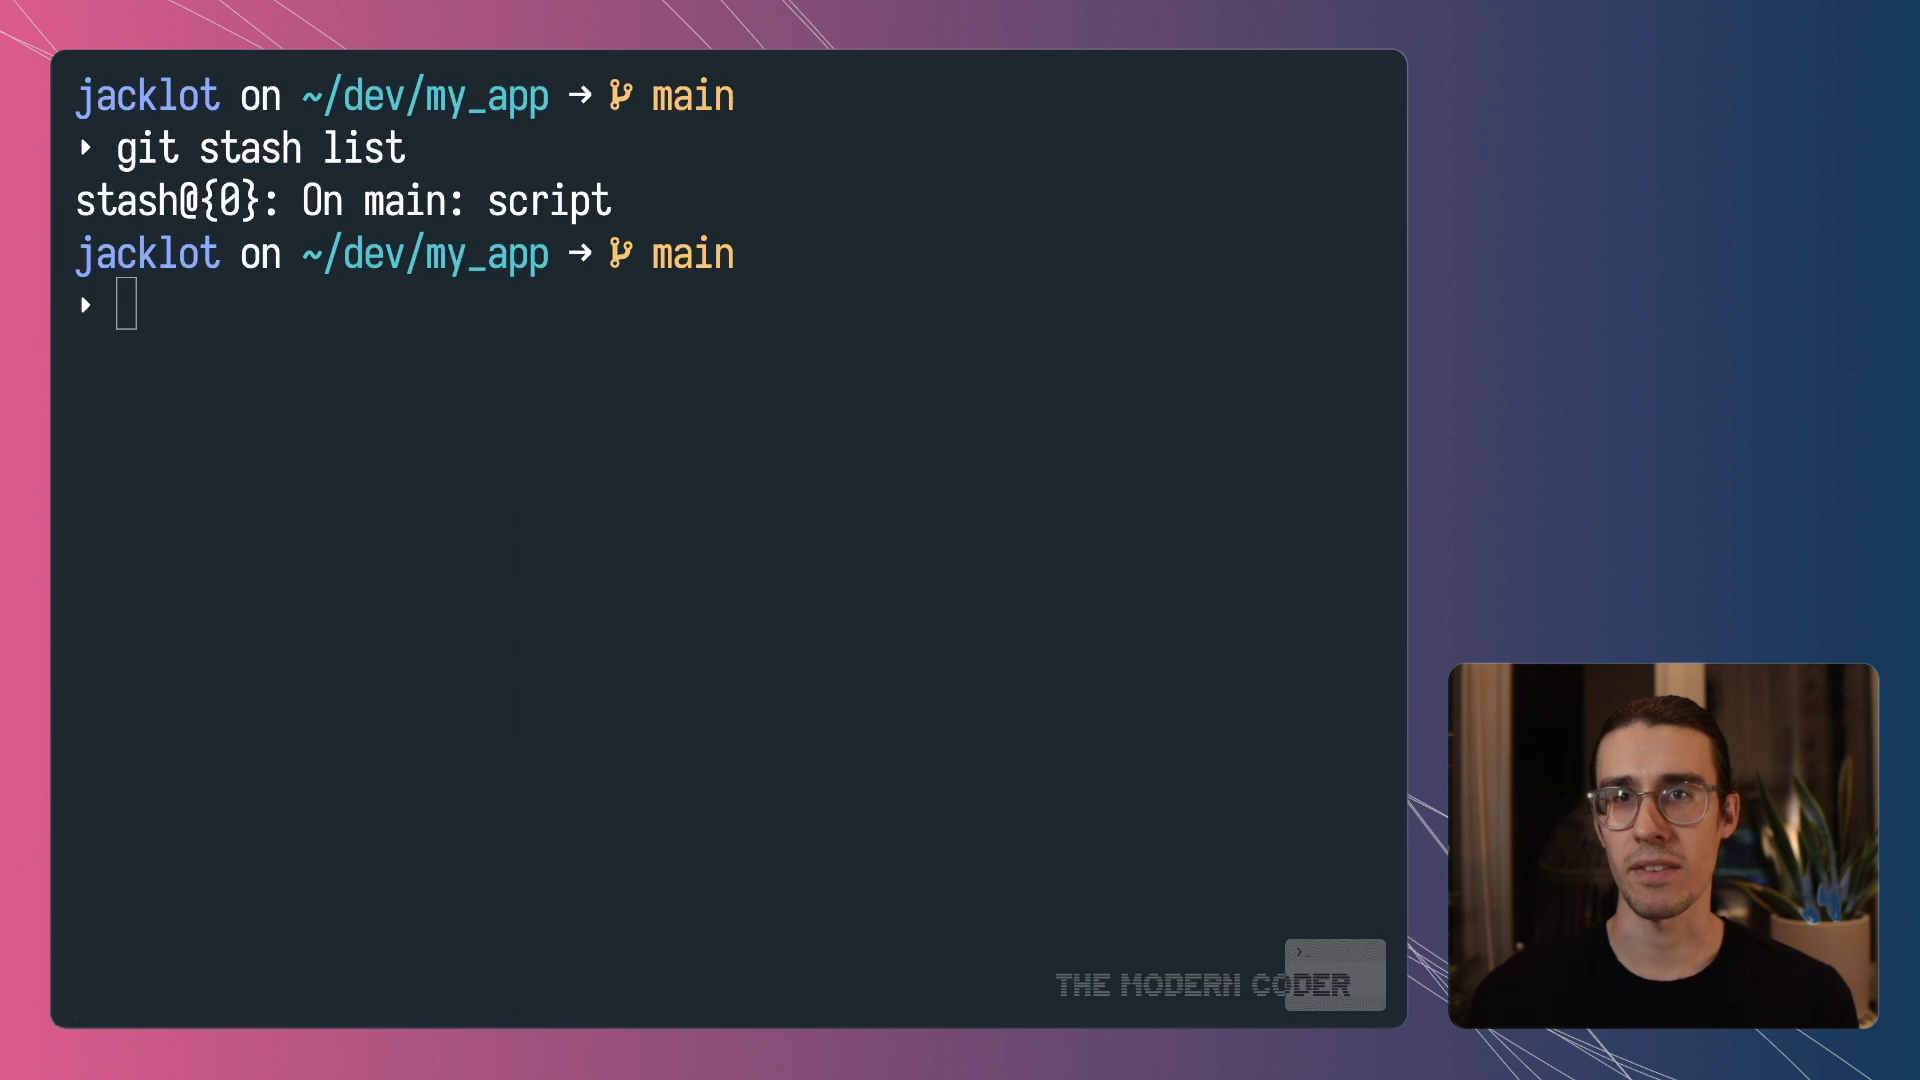 jacklot on ~/dev/my_app → main
‣ git stash list
stash@{0}: On main: script
jacklot on ~/dev/my_app → main
‣
>_
THE MODERN CODER